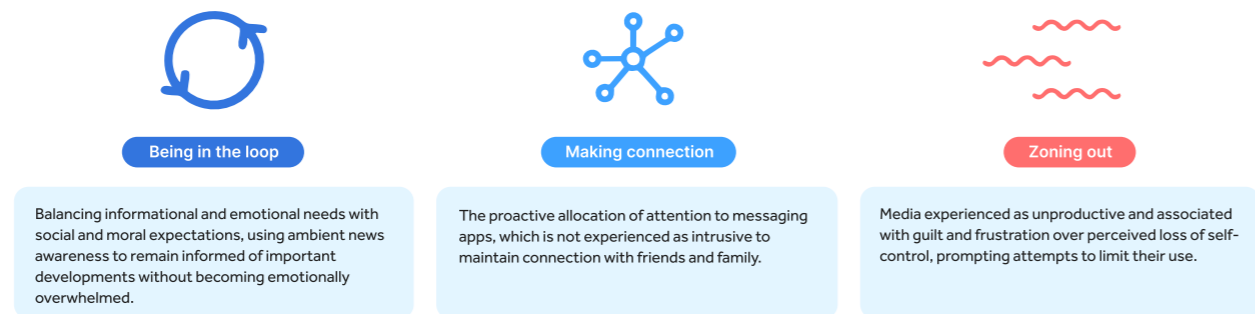 Being in the loop
Making connection
Zoning out
Balancing informational and emotional needs with
social and moral expectations, using ambient news
awareness to remain informed of important
developments without becoming emotionally
overwhelmed.
The proactive allocation of attention to messaging
apps, which is not experienced as intrusive to
maintain connection with friends and family.
Media experienced as unproductive and associated
with guilt and frustration over perceived loss of self-
control, prompting attempts to limit their use.